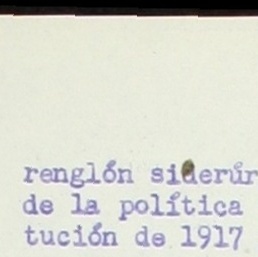 renglón siderúr
de la política
tución de 1917